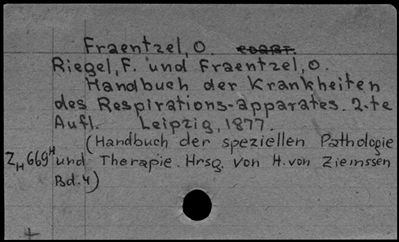 Fraentzel, O.
Riegel, F. und Fraentzel, O.
Handbuch der Krankheiten
des Respirations-apparates. 2-te
Aufl. Leipzig, 1877.
(Handbuch der speziellen Pathologie
Z_H 669^H und Therapie. Hrsg. von H. von Ziemssen
Bd. 4)